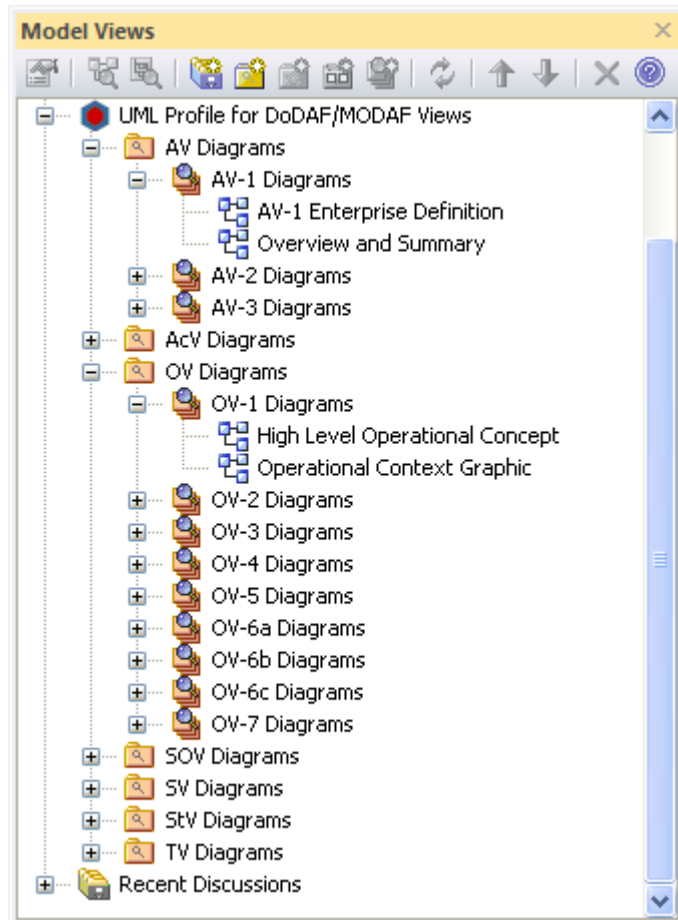 Model Views
UML Profile for DoDAF/MODAF Views
AV Diagrams
AV-1 Diagrams
AV-1 Enterprise Definition
Overview and Summary
AV-2 Diagrams
AV-3 Diagrams
AcV Diagrams
OV Diagrams
OV-1 Diagrams
High Level Operational Concept
Operational Context Graphic
OV-2 Diagrams
OV-3 Diagrams
OV-4 Diagrams
OV-5 Diagrams
OV-6a Diagrams
OV-6b Diagrams
OV-6c Diagrams
OV-7 Diagrams
SOV Diagrams
SV Diagrams
StV Diagrams
TV Diagrams
Recent Discussions